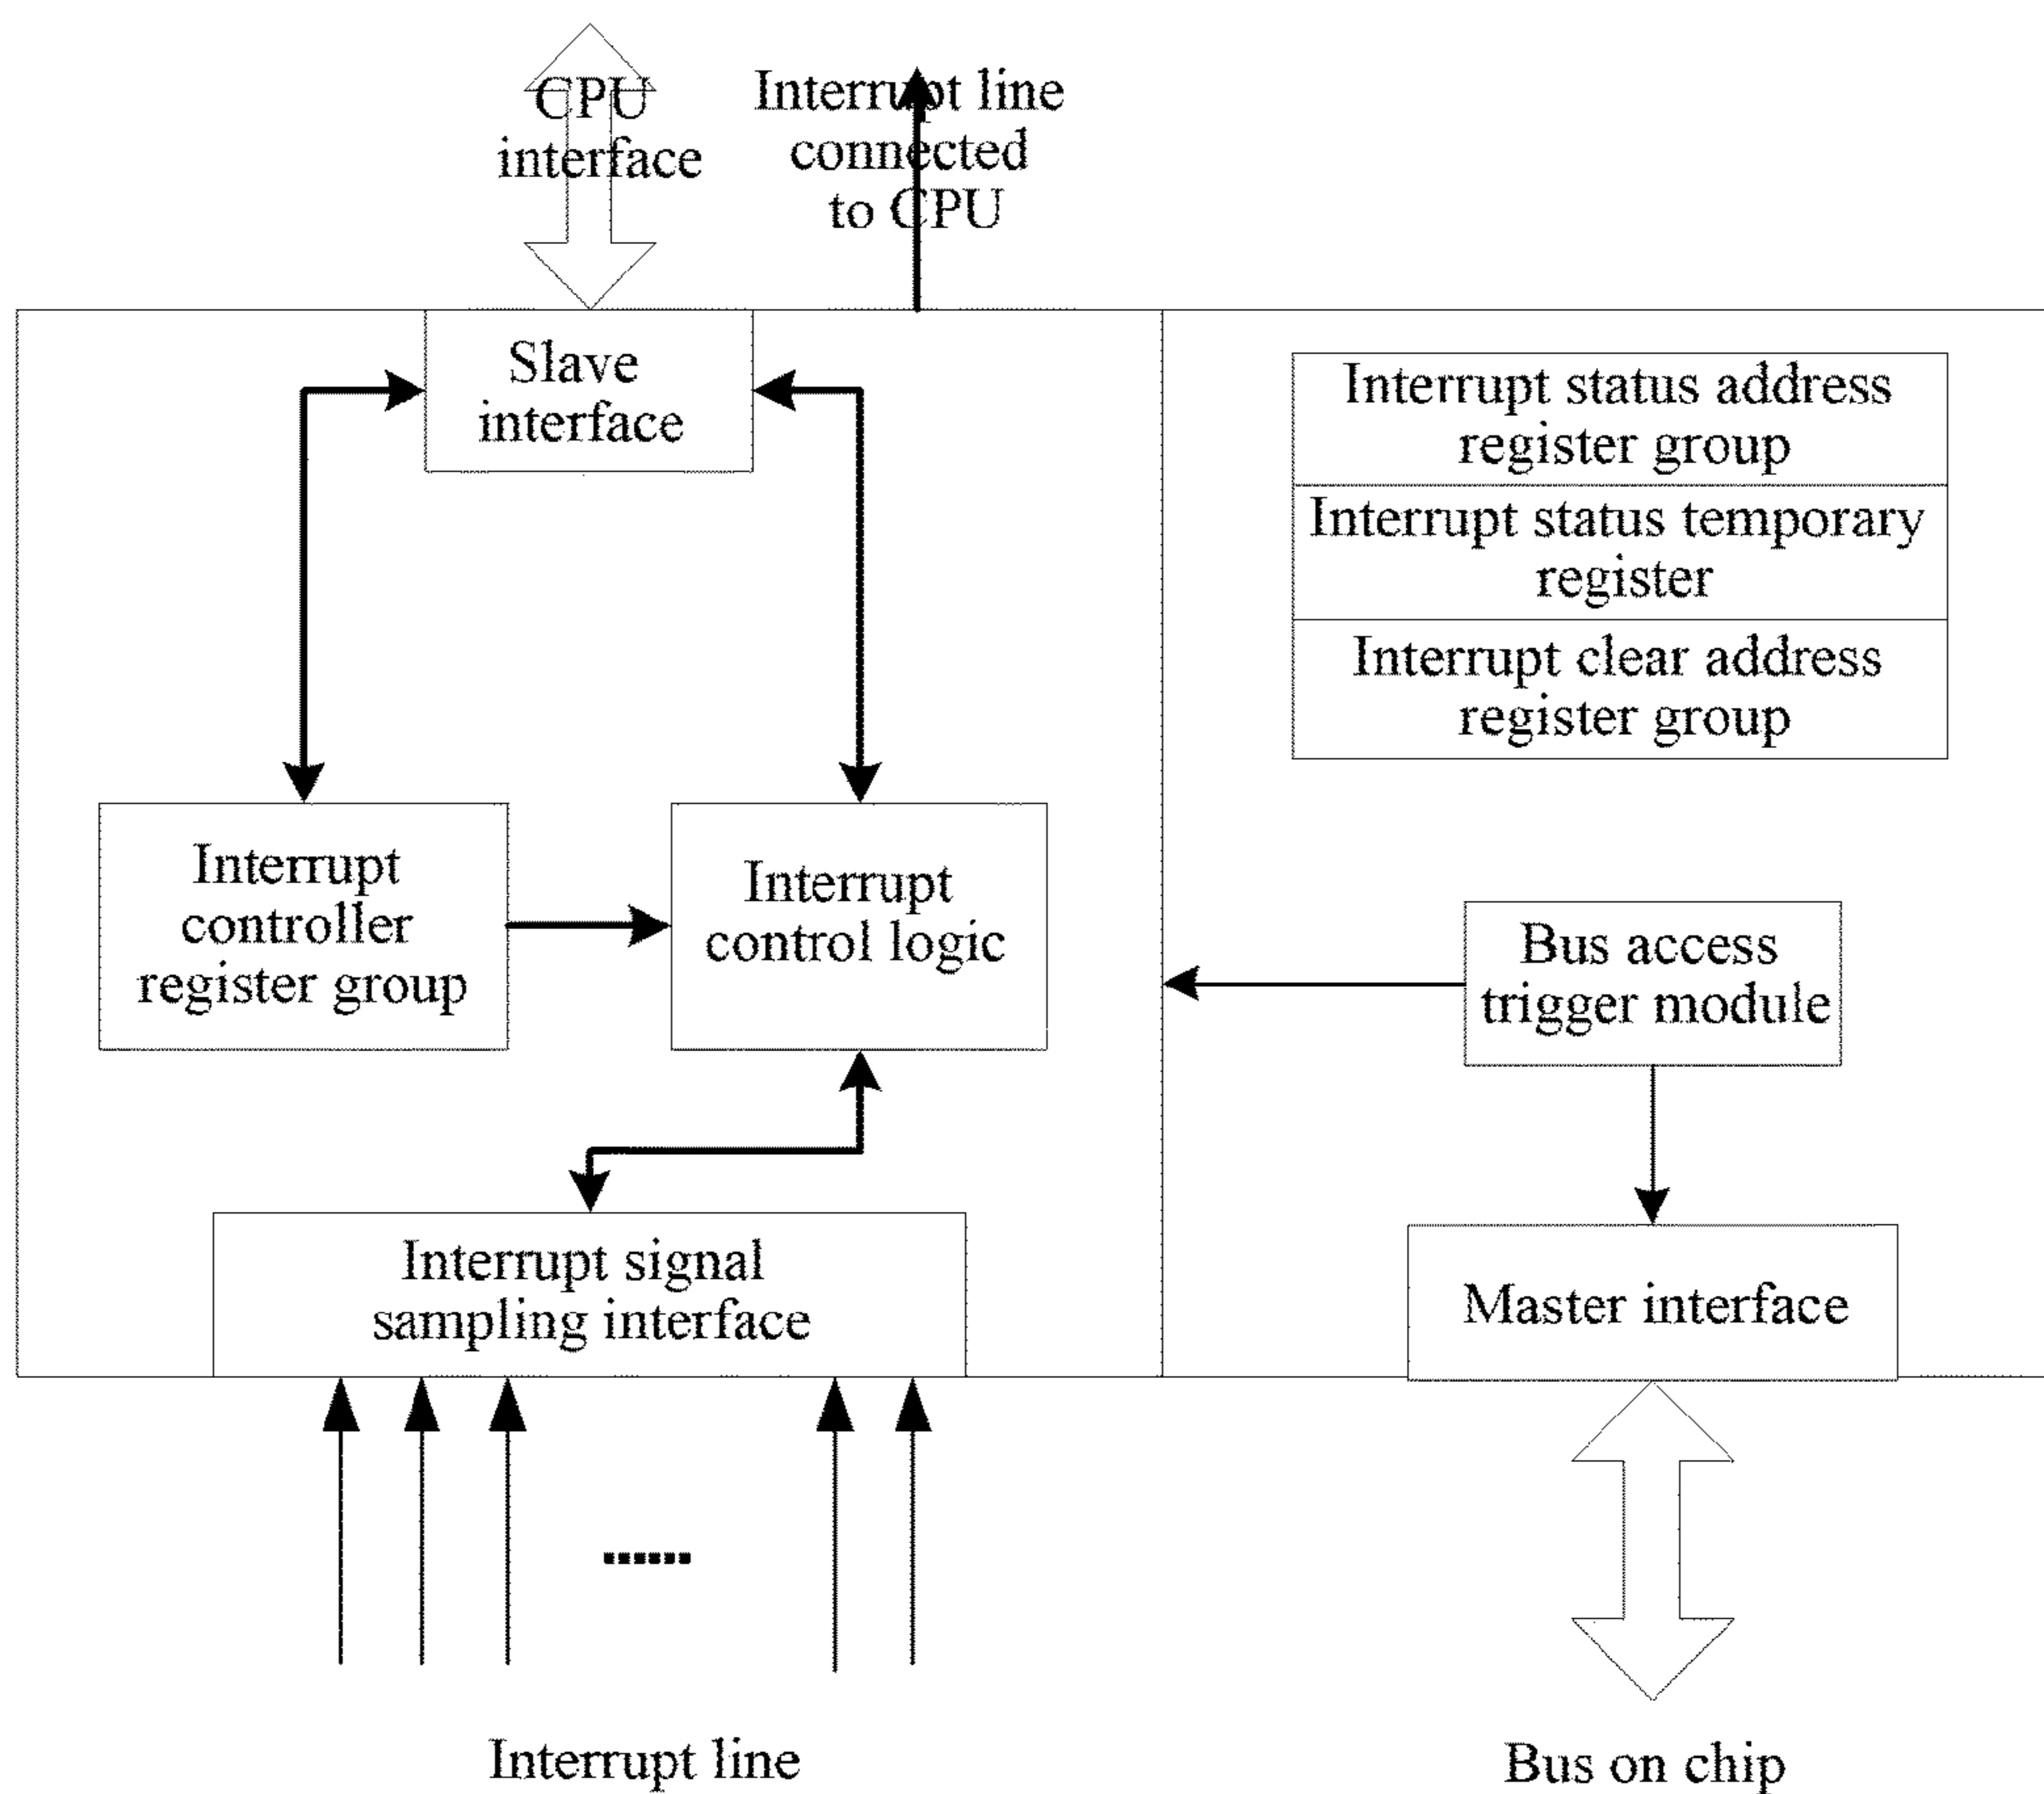 CPU
interface
Interrupt line
connected
to CPU
Slave
interface
Interrupt status address
register group
Interrupt status temporary
register
Interrupt clear address
register group
Interrupt
controller
register group
Interrupt
control logic
Bus access
trigger module
Interrupt signal
sampling interface
Master interface
Interrupt line
Bus on chip